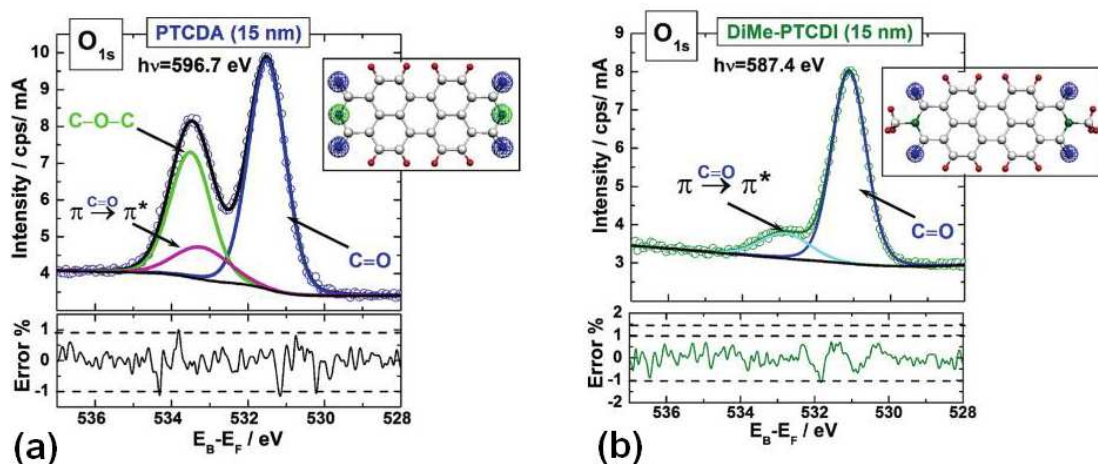 O1s
PTCDA (15 nm)
hν=596.7 eV
C–O–C
C=O
π → π*
C=O
Intensity / cps/ mA
10
9
8
7
6
5
4
Error %
1
0
-1
536 534 532 530 528
EB-EF / eV
(a)
O1s
DiMe-PTCDI (15 nm)
hν=587.4 eV
C=O
π → π*
C=O
Intensity / cps/ mA
9
8
7
6
5
4
3
Error %
2
1
0
-1
-2
536 534 532 530 528
EB-EF / eV
(b)